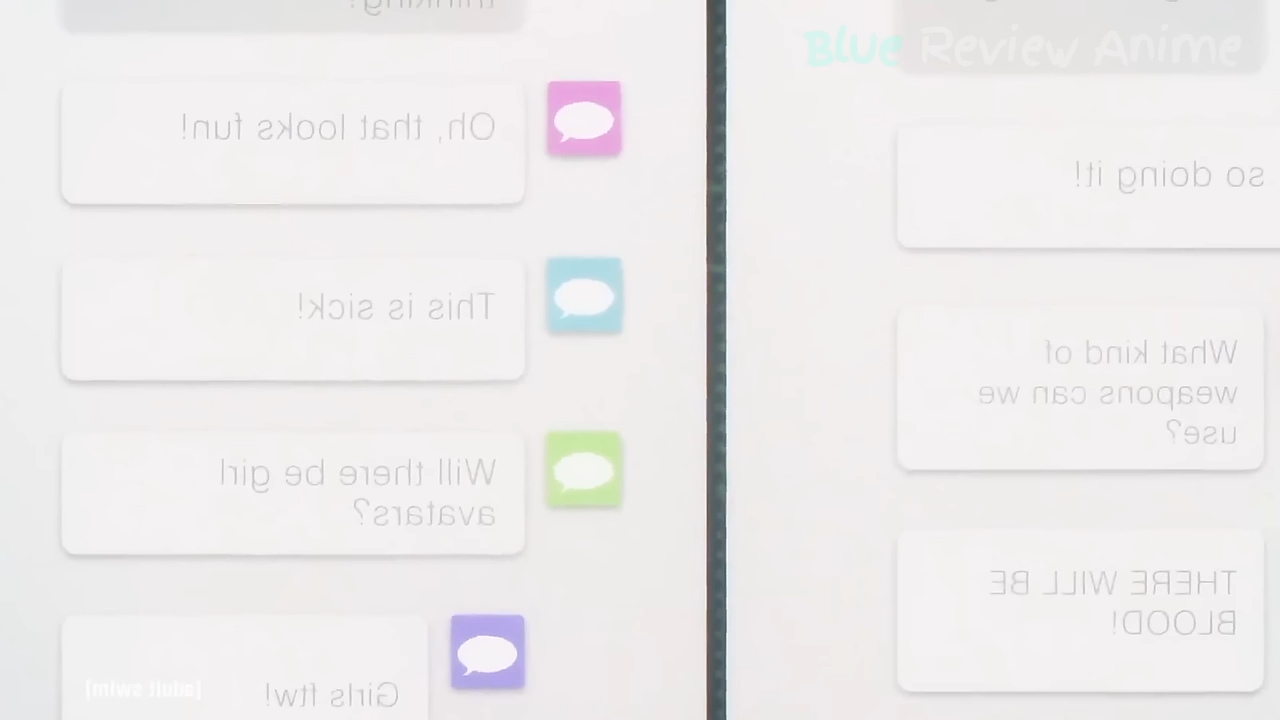 thinking?
Oh, that looks fun!
This is sick!
Will there be girl
avatars?
Girls ftw!
[adult swim]
Blue Review Anime
so doing it!
What kind of
weapons can we
use?
THERE WILL BE
BLOOD!